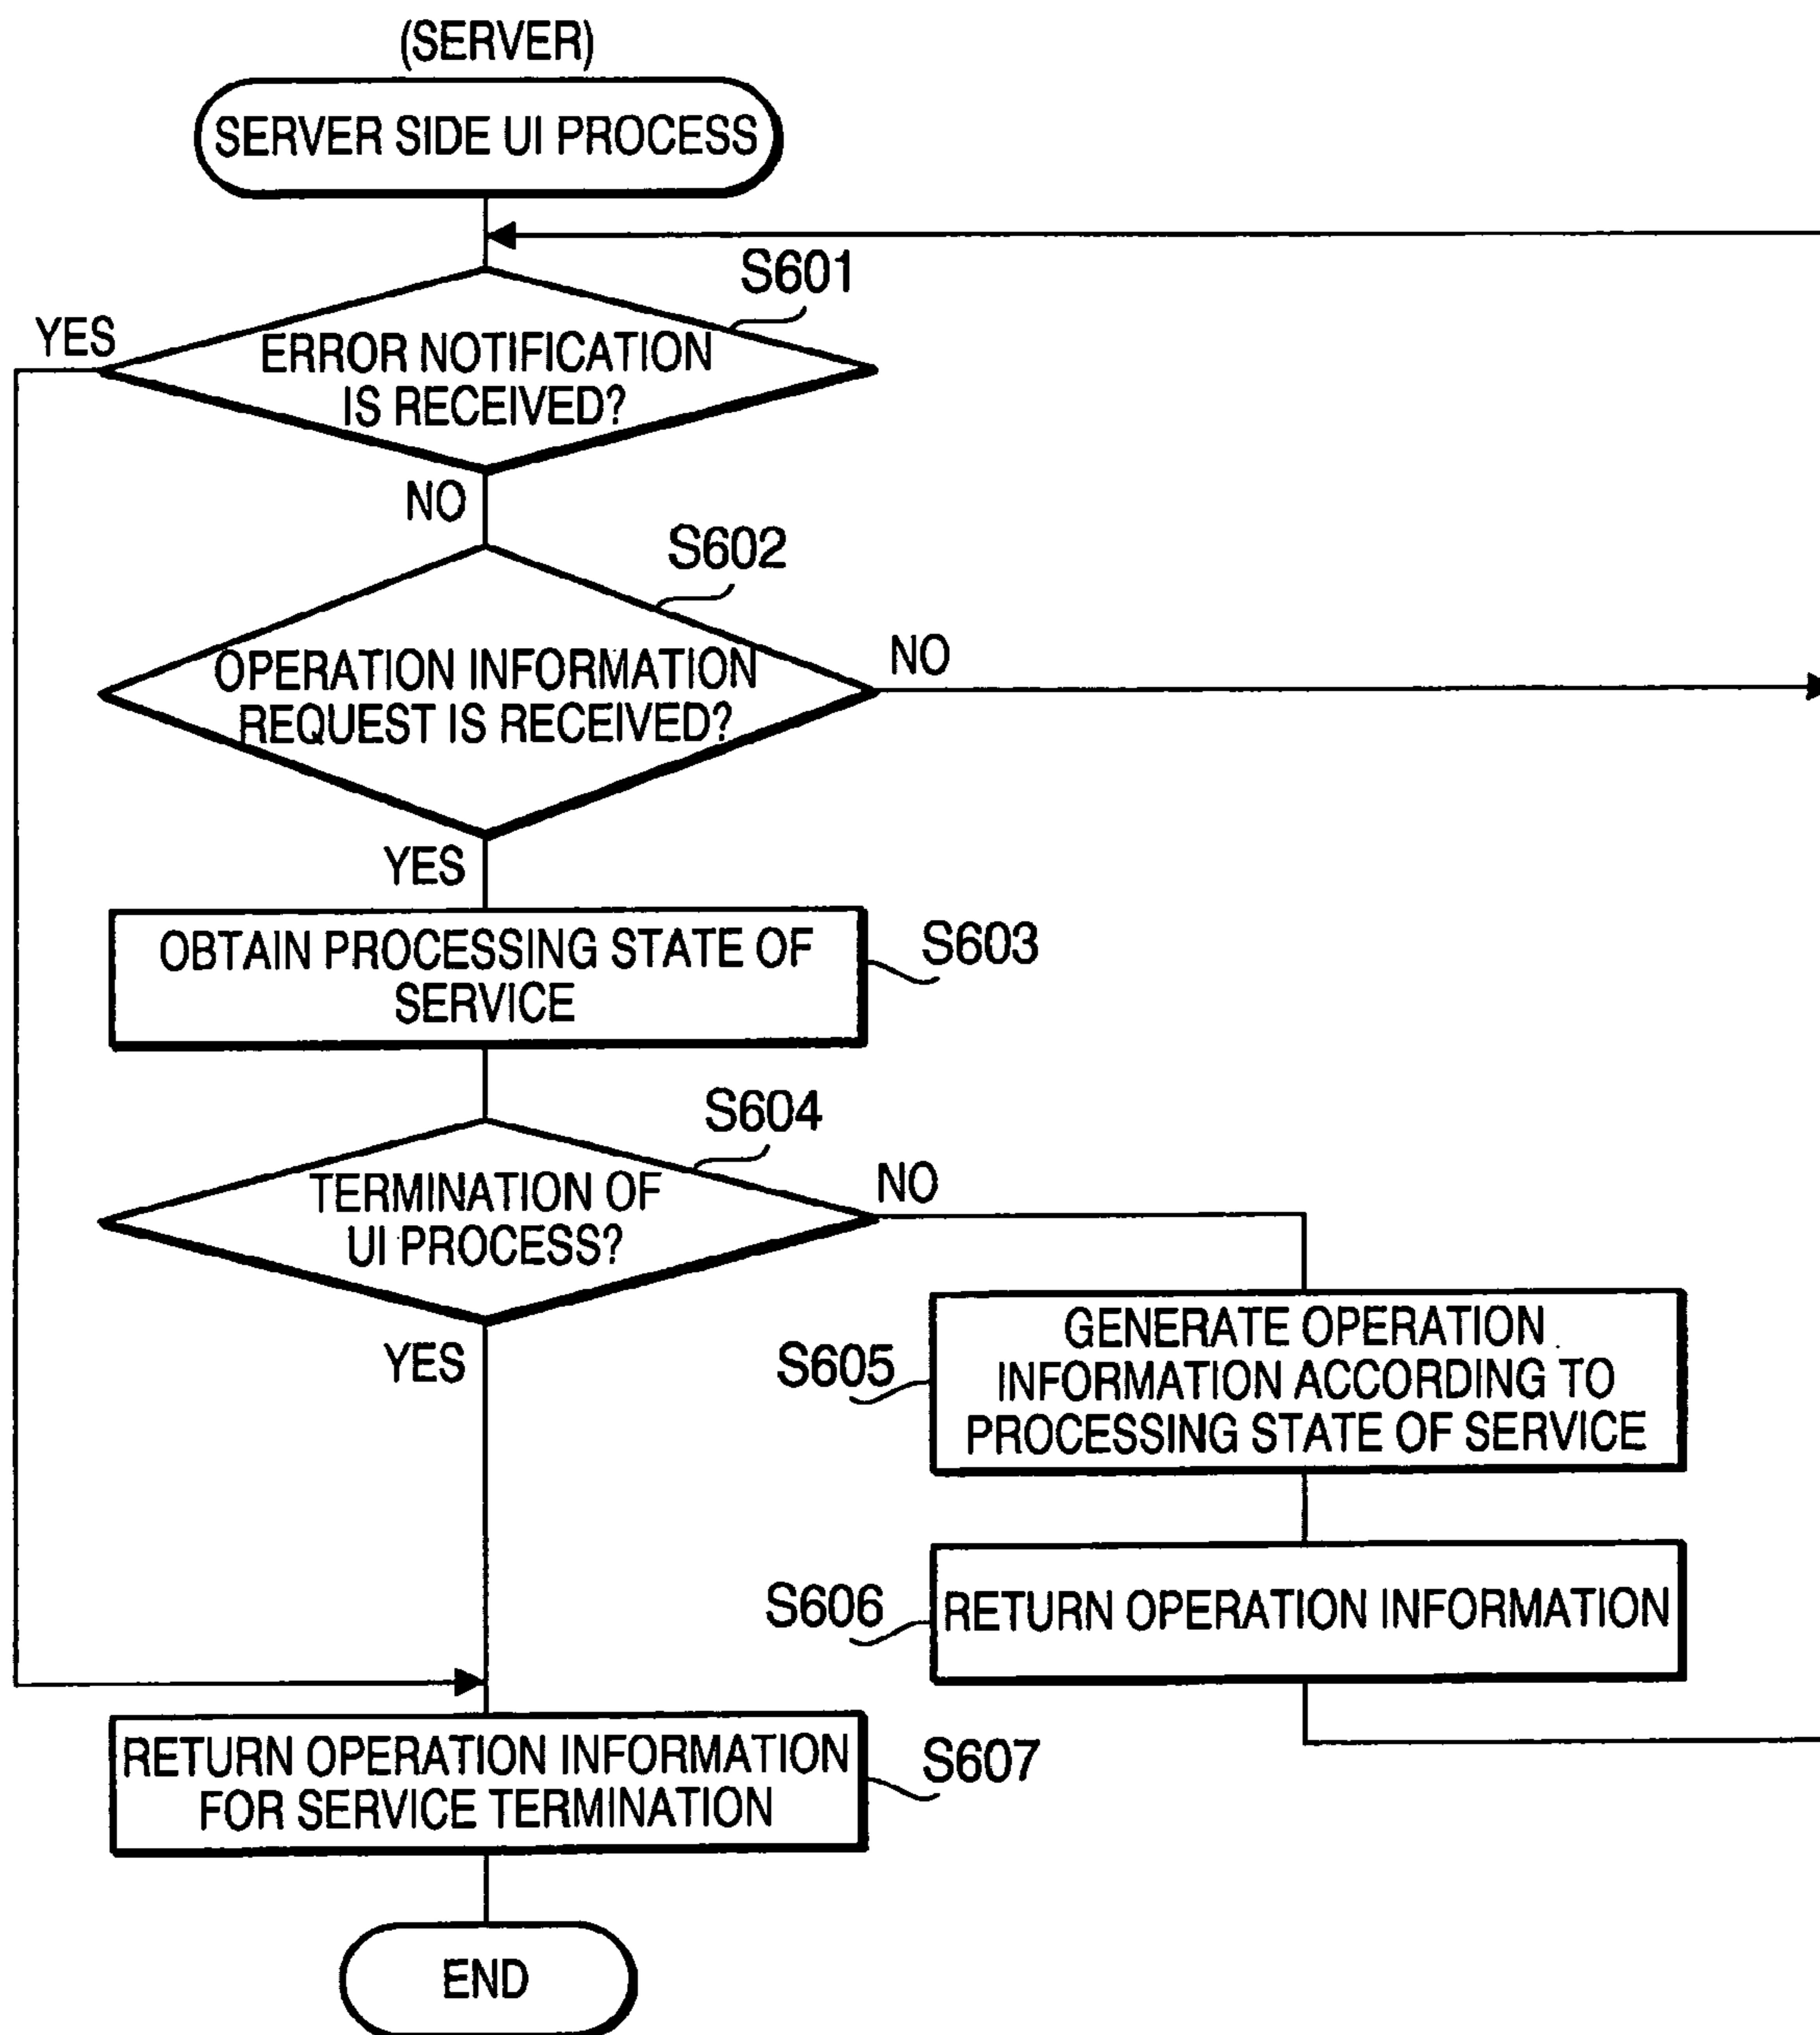 (SERVER)
SERVER SIDE UI PROCESS
S601
YES
ERROR NOTIFICATION
IS RECEIVED?
NO
S602
OPERATION INFORMATION
REQUEST IS RECEIVED?
NO
YES
OBTAIN PROCESSING STATE OF
SERVICE
S603
S604
TERMINATION OF
UI PROCESS?
NO
YES
S605
GENERATE OPERATION
INFORMATION ACCORDING TO
PROCESSING STATE OF SERVICE
S606
RETURN OPERATION INFORMATION
RETURN OPERATION INFORMATION
FOR SERVICE TERMINATION
S607
END